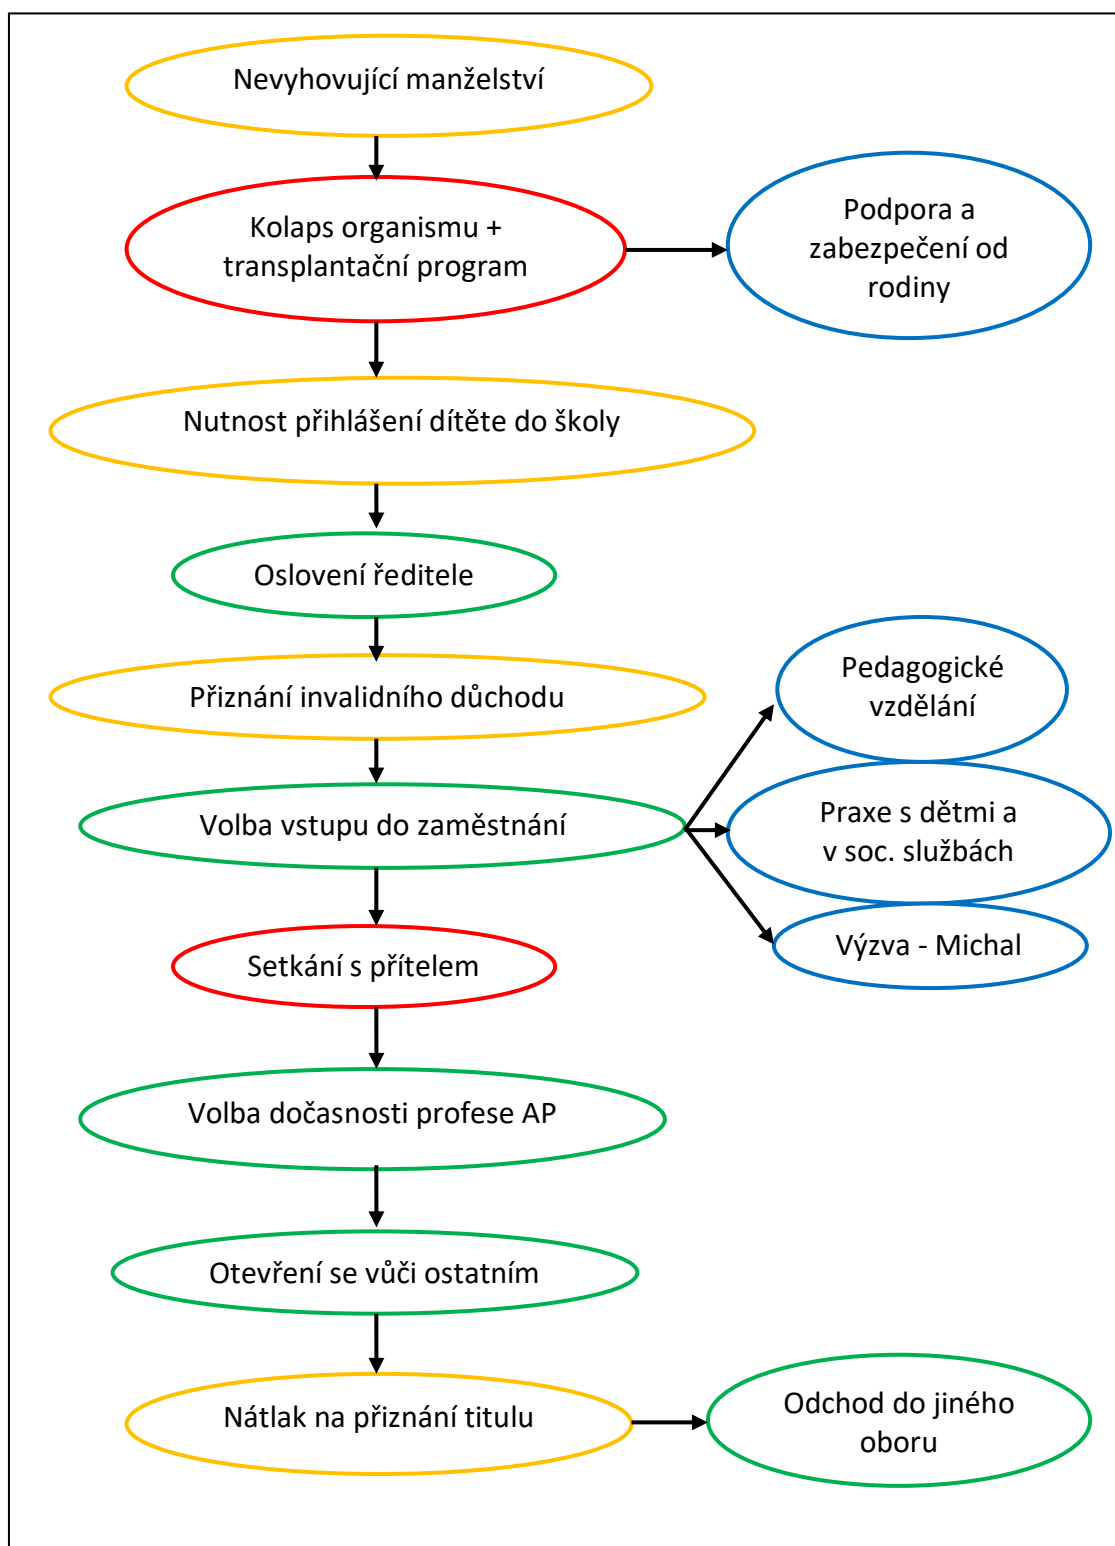 Nevyhovující manželství
Kolaps organismu +
transplantační program
Podpora a
zabezpečení od
rodiny
Nutnost přihlášení dítěte do školy
Oslovení ředitele
Přiznání invalidního důchodu
Pedagogické
vzdělání
Volba vstupu do zaměstnání
Praxe s dětmi a
v soc. službách
Výzva - Michal
Setkání s přítelem
Volba dočasnosti profese AP
Otevření se vůči ostatním
Nátlak na přiznání titulu
Odchod do jiného
oboru